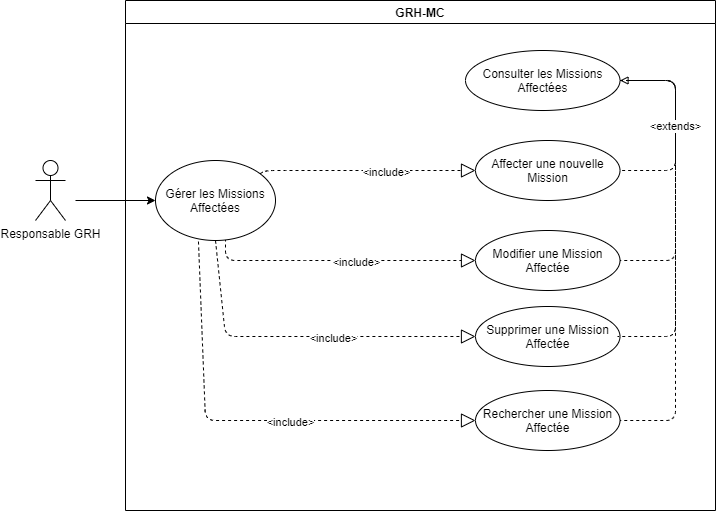 GRH-MC
Consulter les Missions
Affectées
<extends>
Affecter une nouvelle
Mission
<include>
Gérer les Missions
Affectées
Responsable GRH
Modifier une Mission
Affectée
<include>
Supprimer une Mission
Affectée
<include>
Rechercher une Mission
Affectée
<include>